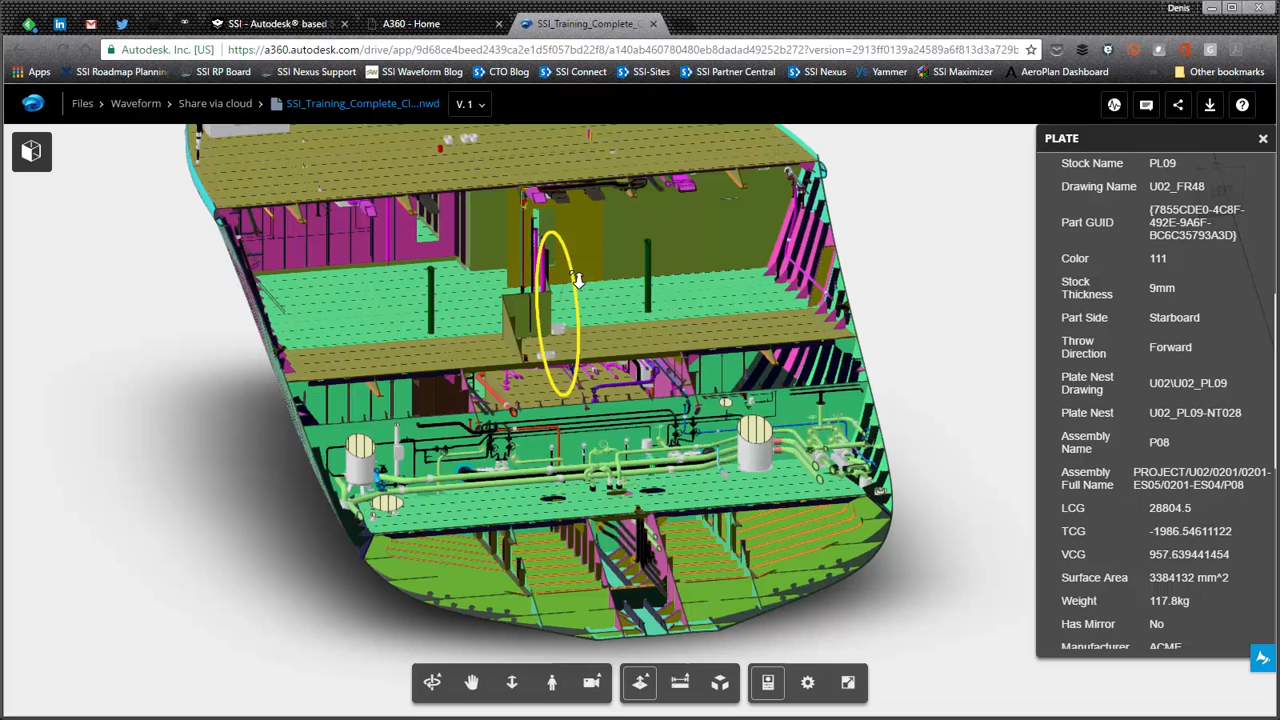 Denis
SSI - Autodesk® based S
A360 - Home
SSI_Training_Complete_C
Autodesk, Inc. [US]
https://a360.autodesk.com/drive/app/9d68ce4beed2439ca2e1d5f057bd22f8/a140ab460780480eb8dadad49252b272?version=2913ff0139a24589a6f813d3a729b
Apps
SSI Roadmap Planning
SSI RP Board
SSI Nexus Support
SSI Waveform Blog
CTO Blog
SSI Connect
SSI-Sites
SSI Partner Central
SSI Nexus
Yammer
SSI Maximizer
AeroPlan Dashboard
Other bookmarks
Files
Waveform
Share via cloud
SSI_Training_Complete_Cl...nwd
V. 1
PLATE
Stock Name PL09
Drawing Name U02_FR48
Part GUID {7855CDE0-4C8F-
492E-9A6F-
BC6C35793A3D}
Color 111
Stock
Thickness 9mm
Part Side Starboard
Throw
Direction Forward
Plate Nest
Drawing U02\U02_PL09
Plate Nest U02_PL09-NT028
Assembly
Name P08
Assembly PROJECT/U02/0201/0201-
Full Name ES05/0201-ES04/P08
LCG 28804.5
TCG -1986.54611122
VCG 957.639441454
Surface Area 3384132 mm^2
Weight 117.8kg
Has Mirror No
Manufacturer ACME